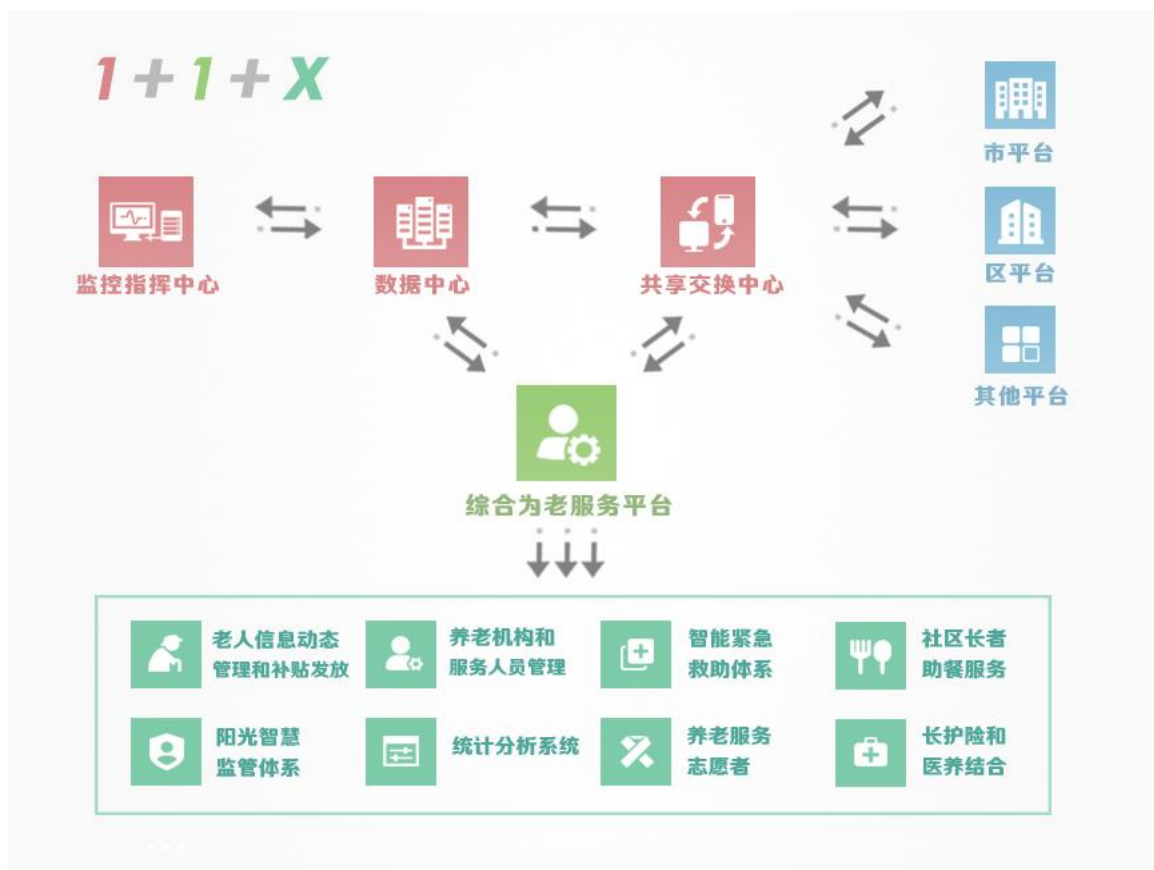 1+1+X
市平台
监控指挥中心
数据中心
共享交换中心
区平台
其他平台
综合为老服务平台
老人信息动态
管理和补贴发放
养老机构和
服务人员管理
智能紧急
救助体系
社区长者
助餐服务
阳光智慧
监管体系
统计分析系统
养老服务
志愿者
长护险和
医养结合